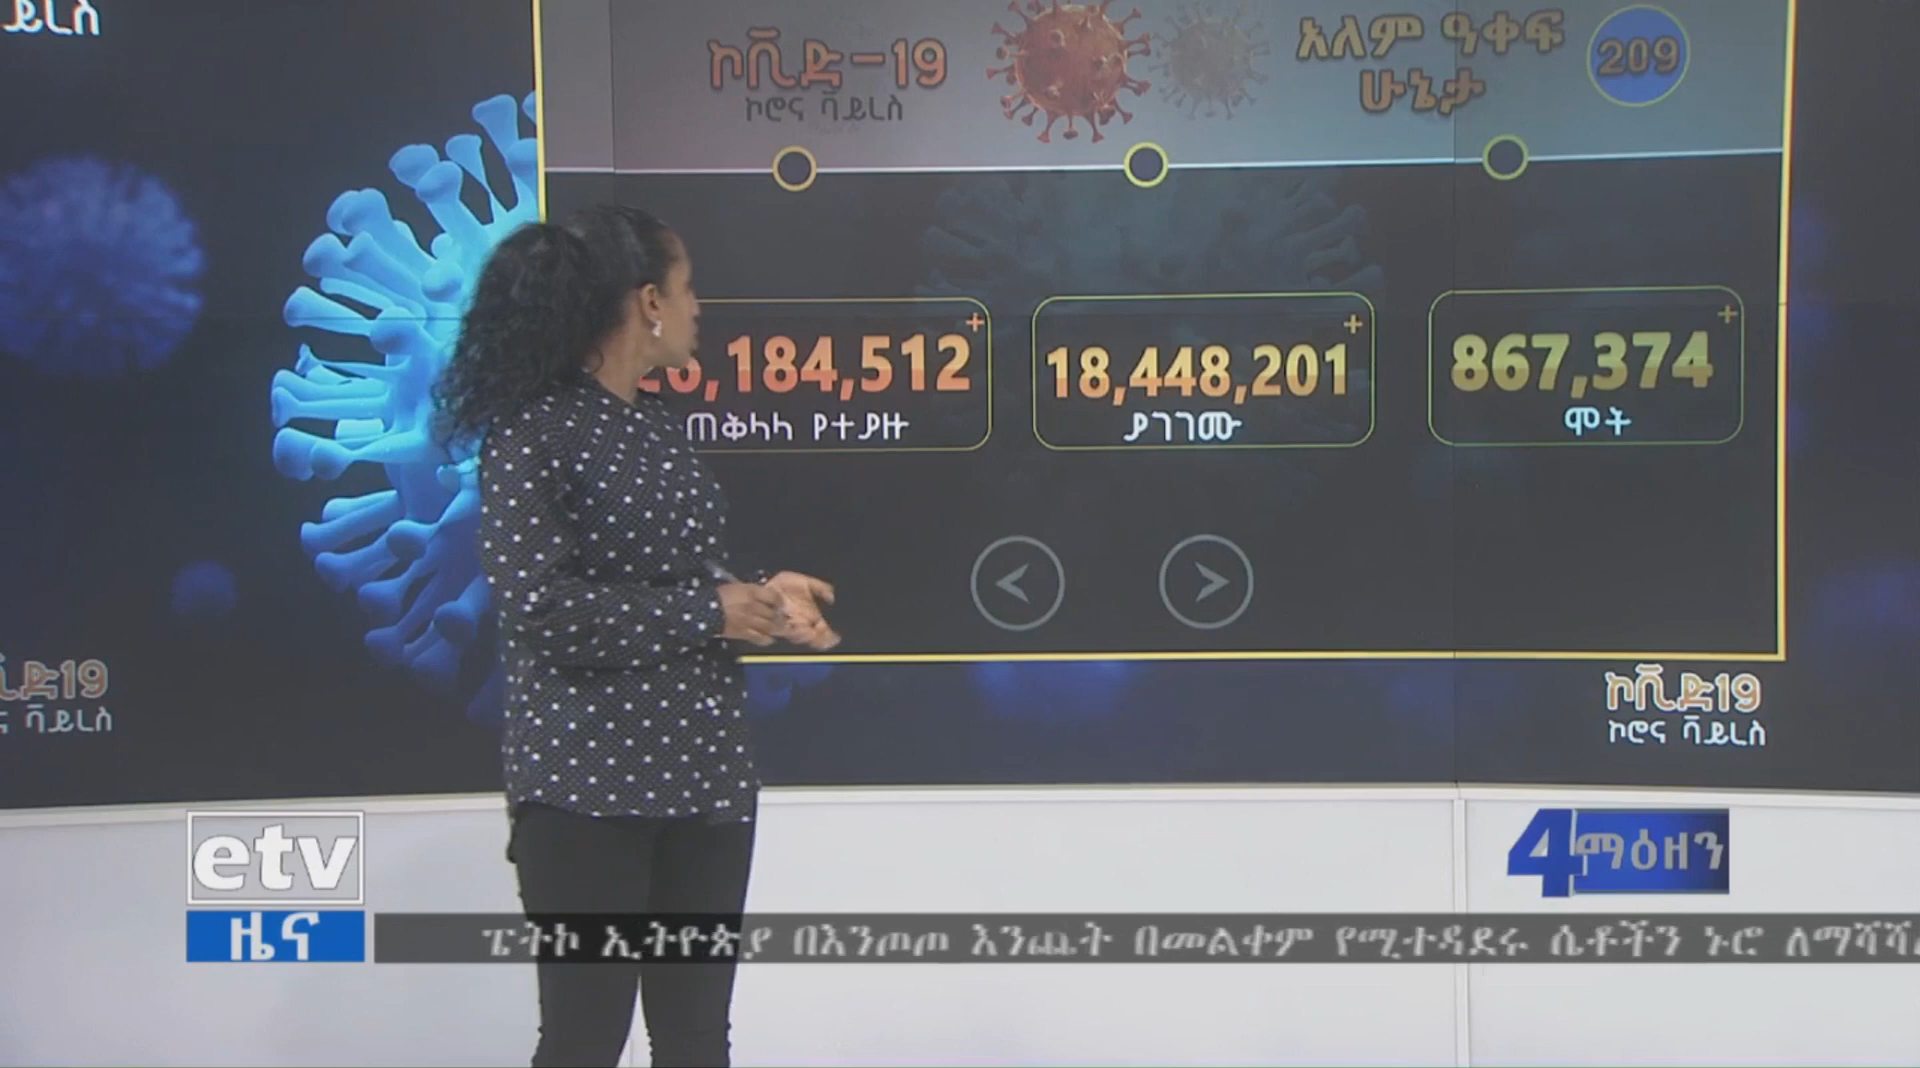 ይረስ
ኮቪድ-19
ኮሮና ቫይረስ
አለም ዓቀፍ
ሁኔታ
209
26,184,512+
ጠቅላላ የተያዙ
18,448,201+
ያገገሙ
867,374+
ሞት
ቪድ19
ና ቫይረስ
ኮቪድ19
ኮሮና ቫይረስ
etv
ዜና
4 ማዕዘን
ፔትኮ ኢትዮጵያ በእንጦጦ እንጨት በመልቀም የሚተዳደሩ ሴቶችን ኑሮ ለማሻሻ